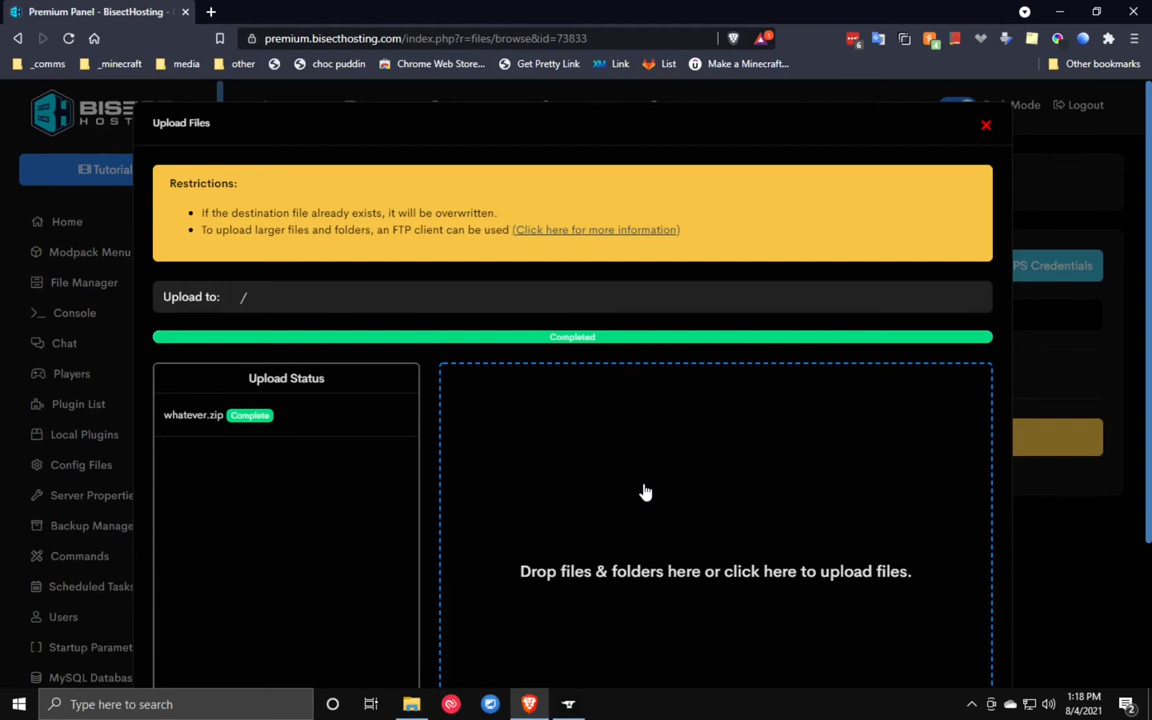 Premium Panel - BisectHosting
premium.bisecthosting.com/index.php?r=files/browse&id=73833
_comms
_minecraft
media
other
choc puddin
Chrome Web Store...
Get Pretty Link
Link
List
Make a Minecraft...
Other bookmarks
BISE
HOST
Mode
Logout
Upload Files
Tutorial
Restrictions:
If the destination file already exists, it will be overwritten.
To upload larger files and folders, an FTP client can be used (Click here for more information)
Home
Modpack Menu
File Manager
PS Credentials
Upload to: /
Console
Completed
Chat
Players
Upload Status
Plugin List
whatever.zip Complete
Local Plugins
Config Files
Server Propertie
Backup Manage
Commands
Drop files & folders here or click here to upload files.
Scheduled Tasks
Users
Startup Paramet
MySQL Databas
Type here to search
1:18 PM
8/4/2021